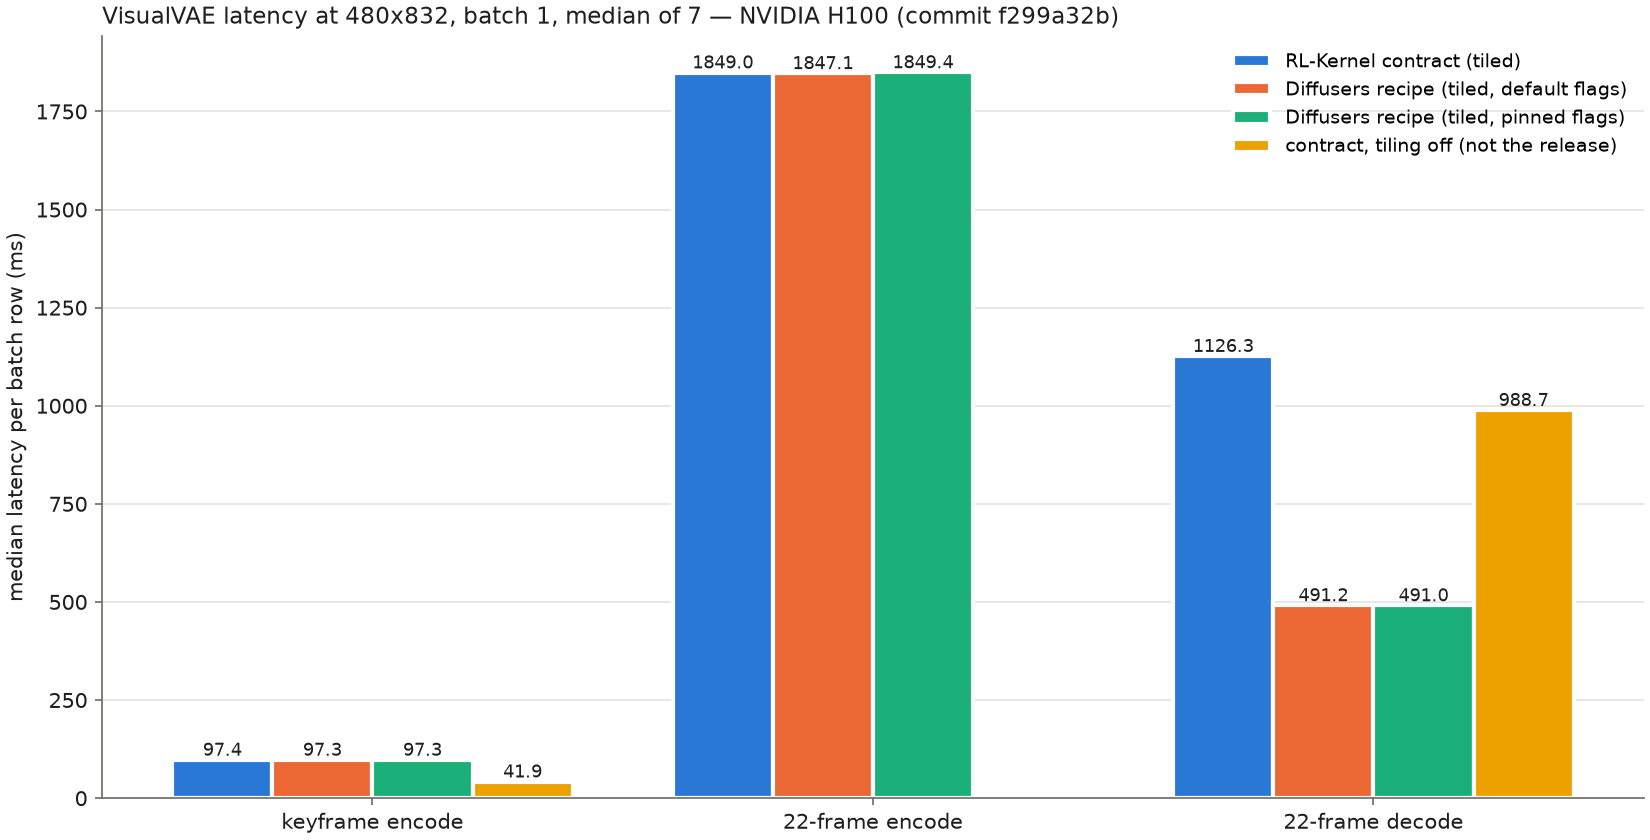 VisualVAE latency at 480x832, batch 1, median of 7 — NVIDIA H100 (commit f299a32b)
RL-Kernel contract (tiled)
Diffusers recipe (tiled, default flags)
Diffusers recipe (tiled, pinned flags)
contract, tiling off (not the release)
median latency per batch row (ms)
1750
1500
1250
1000
750
500
250
0
97.4
97.3
97.3
41.9
1849.0
1847.1
1849.4
1126.3
491.2
491.0
988.7
keyframe encode
22-frame encode
22-frame decode